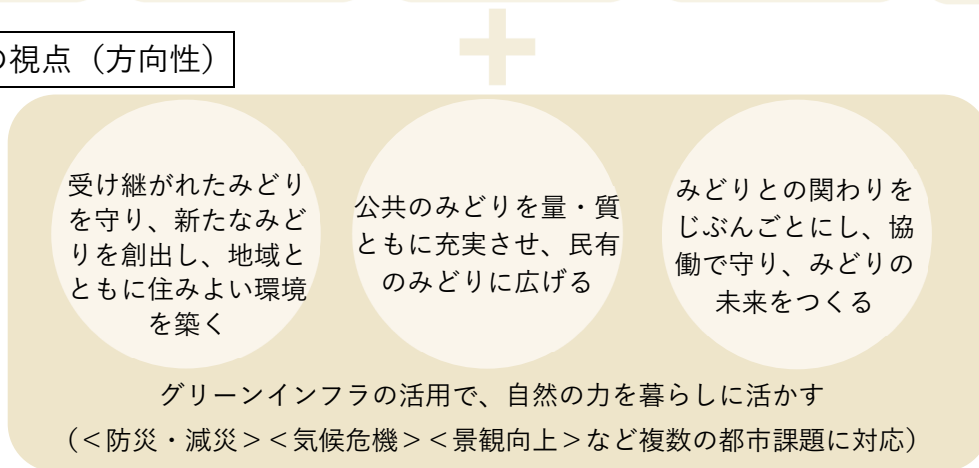 の視点（方向性）
受け継がれたみどり
を守り、新たなみど
りを創出し、地域と
ともに住みよい環境
を築く
公共のみどりを量・質
ともに充実させ、民有
のみどりに広げる
みどりとの関わりを
じぶんごとにし、協
働で守り、みどりの
未来をつくる
グリーンインフラの活用で、自然の力を暮らしに活かす
（＜防災・減災＞＜気候危機＞＜景観向上＞など複数の都市課題に対応）